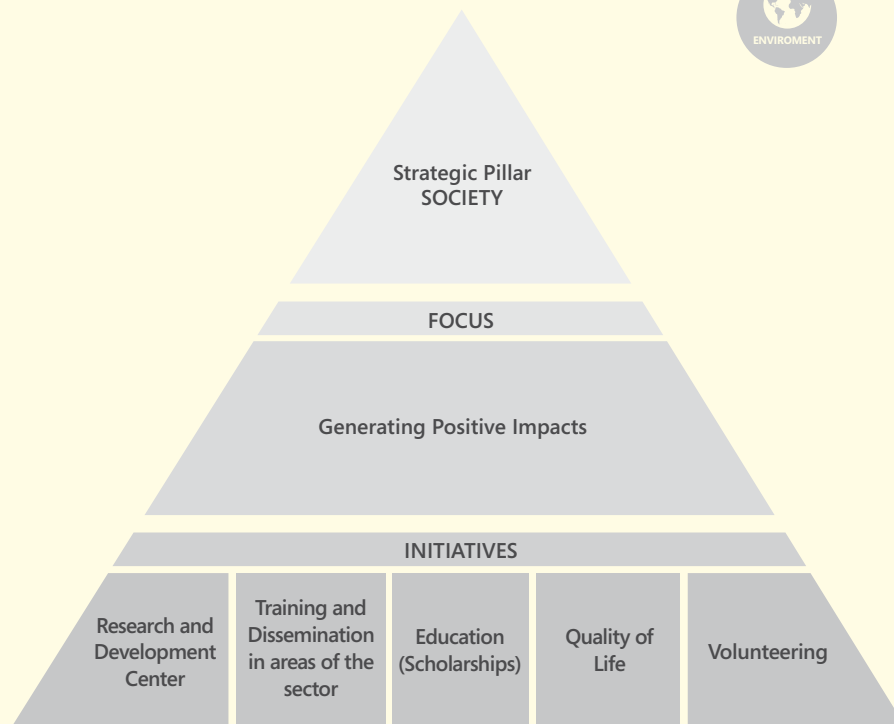 ENVIROMENT
Strategic Pillar
SOCIETY
FOCUS
Generating Positive Impacts
INITIATIVES
Research and
Development
Center
Training and
Dissemination
in areas of the
sector
Education
(Scholarships)
Quality of
Life
Volunteering